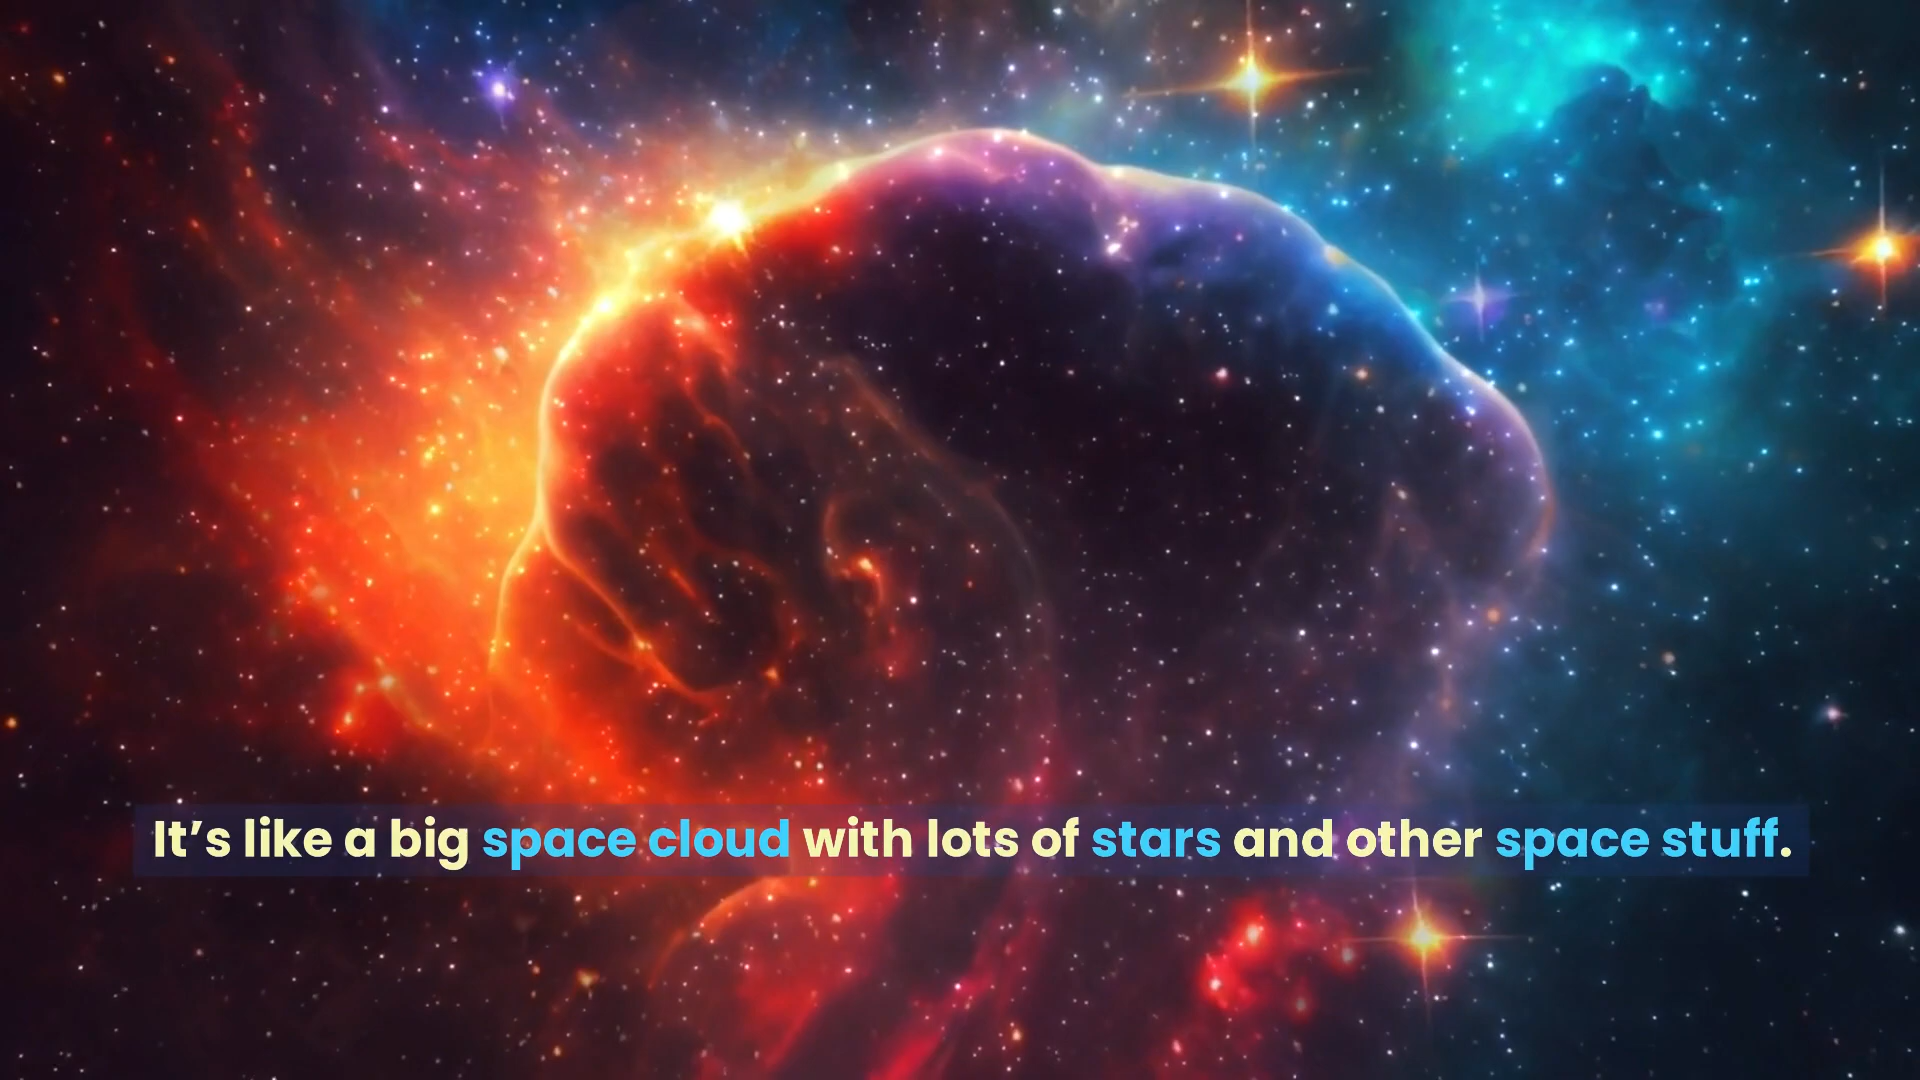 It’s like a big space cloud with lots of stars and other space stuff.